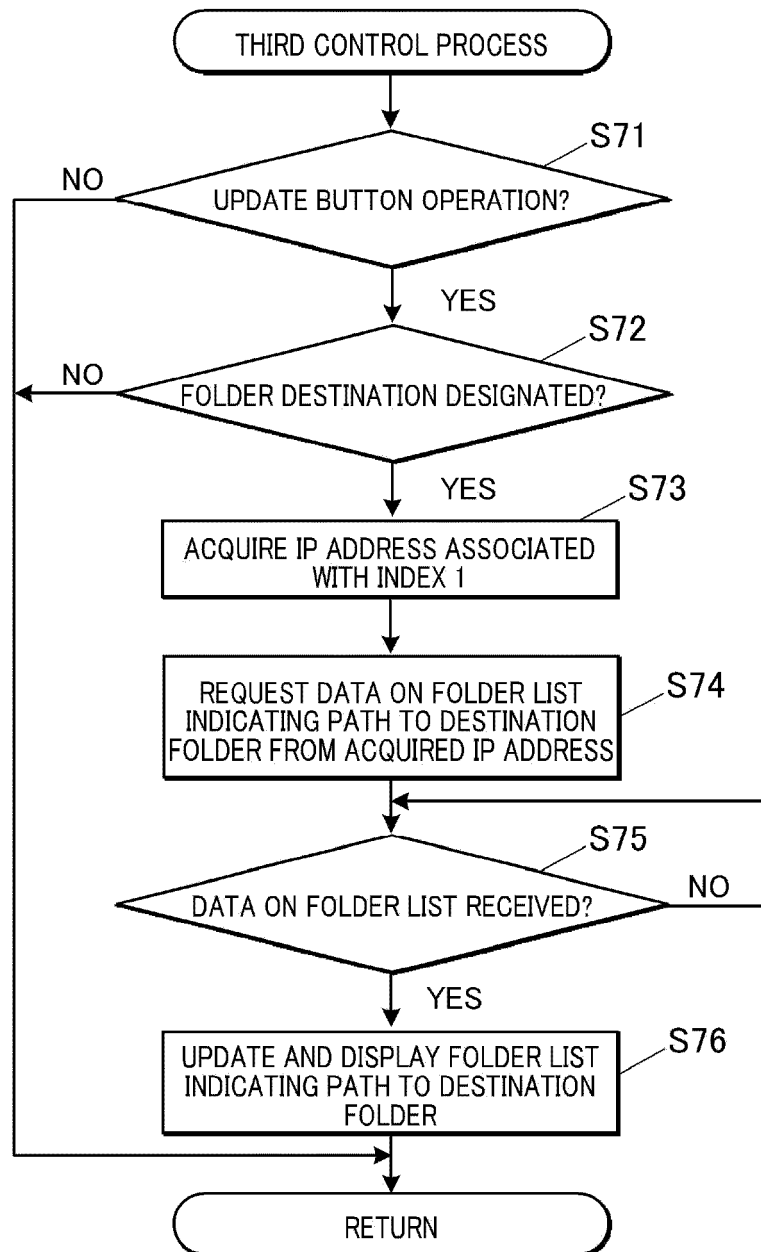 THIRD CONTROL PROCESS
S71
NO
UPDATE BUTTON OPERATION?
YES
S72
NO
FOLDER DESTINATION DESIGNATED?
YES
S73
ACQUIRE IP ADDRESS ASSOCIATED
WITH INDEX 1
S74
REQUEST DATA ON FOLDER LIST
INDICATING PATH TO DESTINATION
FOLDER FROM ACQUIRED IP ADDRESS
S75
DATA ON FOLDER LIST RECEIVED?
NO
YES
S76
UPDATE AND DISPLAY FOLDER LIST
INDICATING PATH TO DESTINATION
FOLDER
RETURN